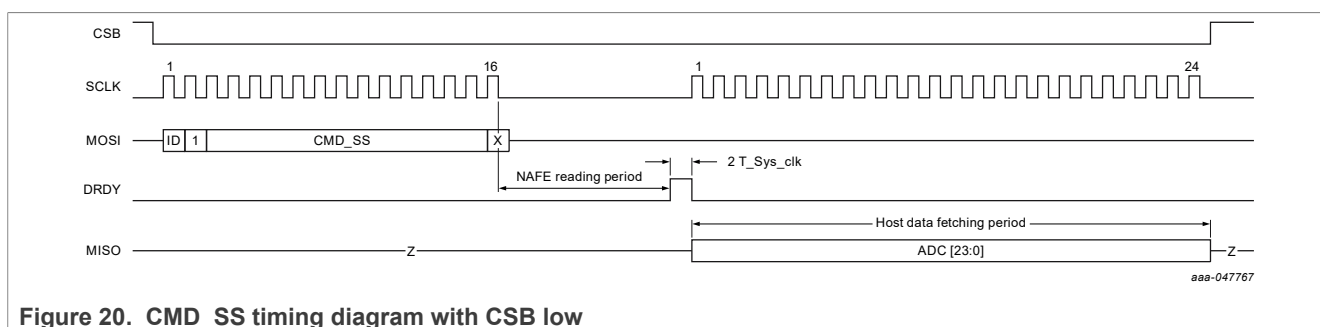 CSB
1
16
1
24
SCLK
MOSI
ID
1
CMD_SS
X
2 T_Sys_clk
NAFE reading period
DRDY
Host data fetching period
MISO
Z
ADC [23:0]
Z
aaa-047767
Figure 20. CMD_SS timing diagram with CSB low